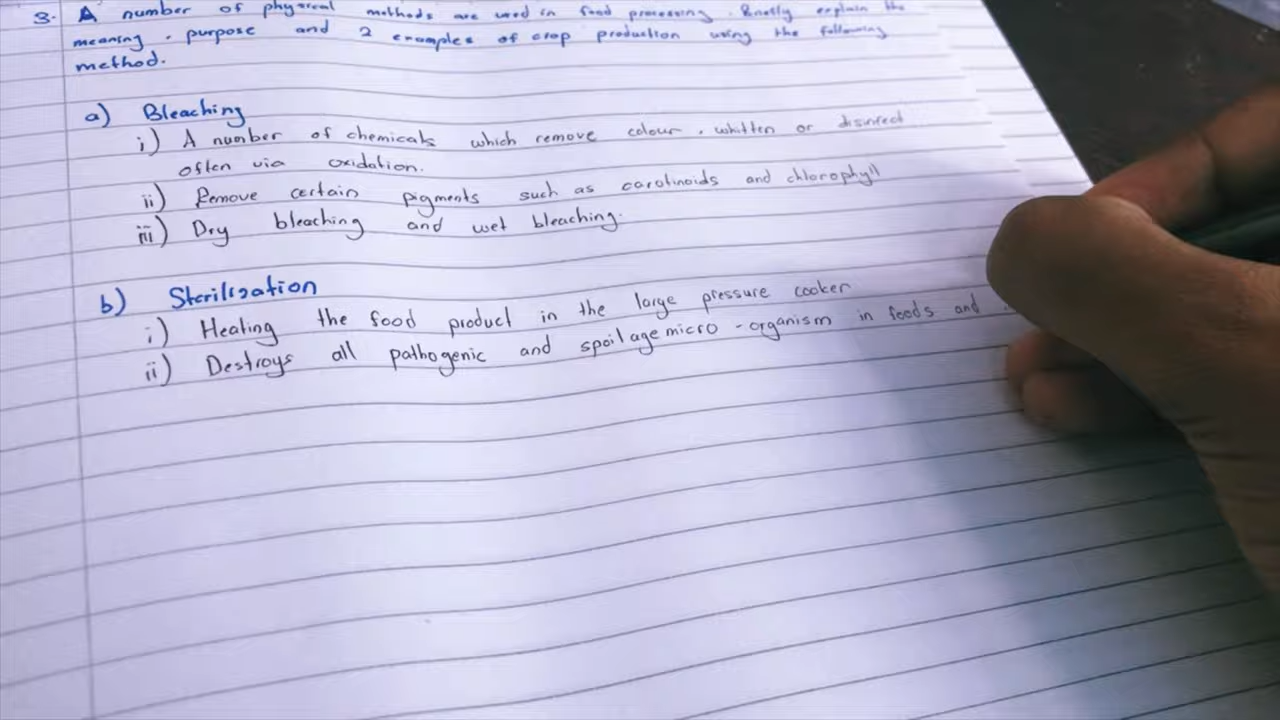 3. A number of physical methods are used in food processing. Briefly explain the
meaning, purpose and 2 examples of crop production using the following
method.
a) Bleaching
i) A number of chemicals which remove colour, whitten or disinfect
often via oxidation.
ii) Remove certain pigments such as carotinoids and chlorophyll
iii) Dry bleaching and wet bleaching.
b) Sterilization
i) Heating the food product in the large pressure cooker
ii) Destroys all pathogenic and spoilage micro-organism in foods and